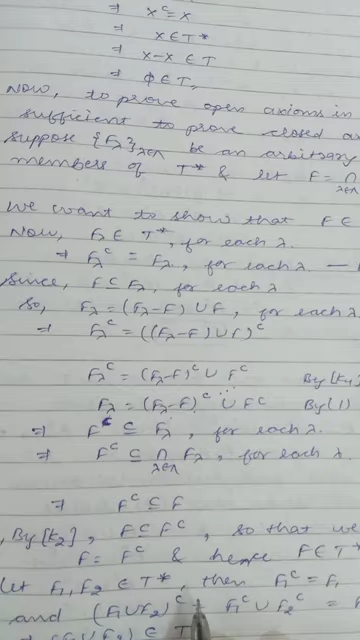 ⇒ x^c = x
⇒ x ∈ T*
⇒ x - x ∈ T
⇒ φ ∈ T,
Now, to prove open axioms in
sufficient to prove closed
suppose {Fλ}λ∈Λ be an arbitrary
members of T* & let F = ∩
λ∈Λ
We want to show that F ∈
Now, Fλ ∈ T*, for each λ.
⇒ Fλ^c = Fλ, for each λ. —
Since, F ⊆ Fλ, for each λ
So, Fλ = (Fλ - F) ∪ F, for each λ.
⇒ Fλ^c = ((Fλ - F) ∪ F)^c
Fλ^c = (Fλ - F)^c ∪ F^c By [K4]
Fλ = (Fλ - F)^c ∪ F^c By (1)
⇒ F^c ⊆ Fλ, for each λ.
⇒ F^c ⊆ ∩λ∈Λ Fλ, for each λ.
⇒ F^c ⊆ F
, By [K2], F ⊆ F^c, so that we
F = F^c & hence F ∈ T*
Let F1, F2 ∈ T*, then F1^c = F1
and (F1 ∪ F2)^c = F1^c ∪ F2^c =
⇒ (F1 ∪ F2) ∈ T